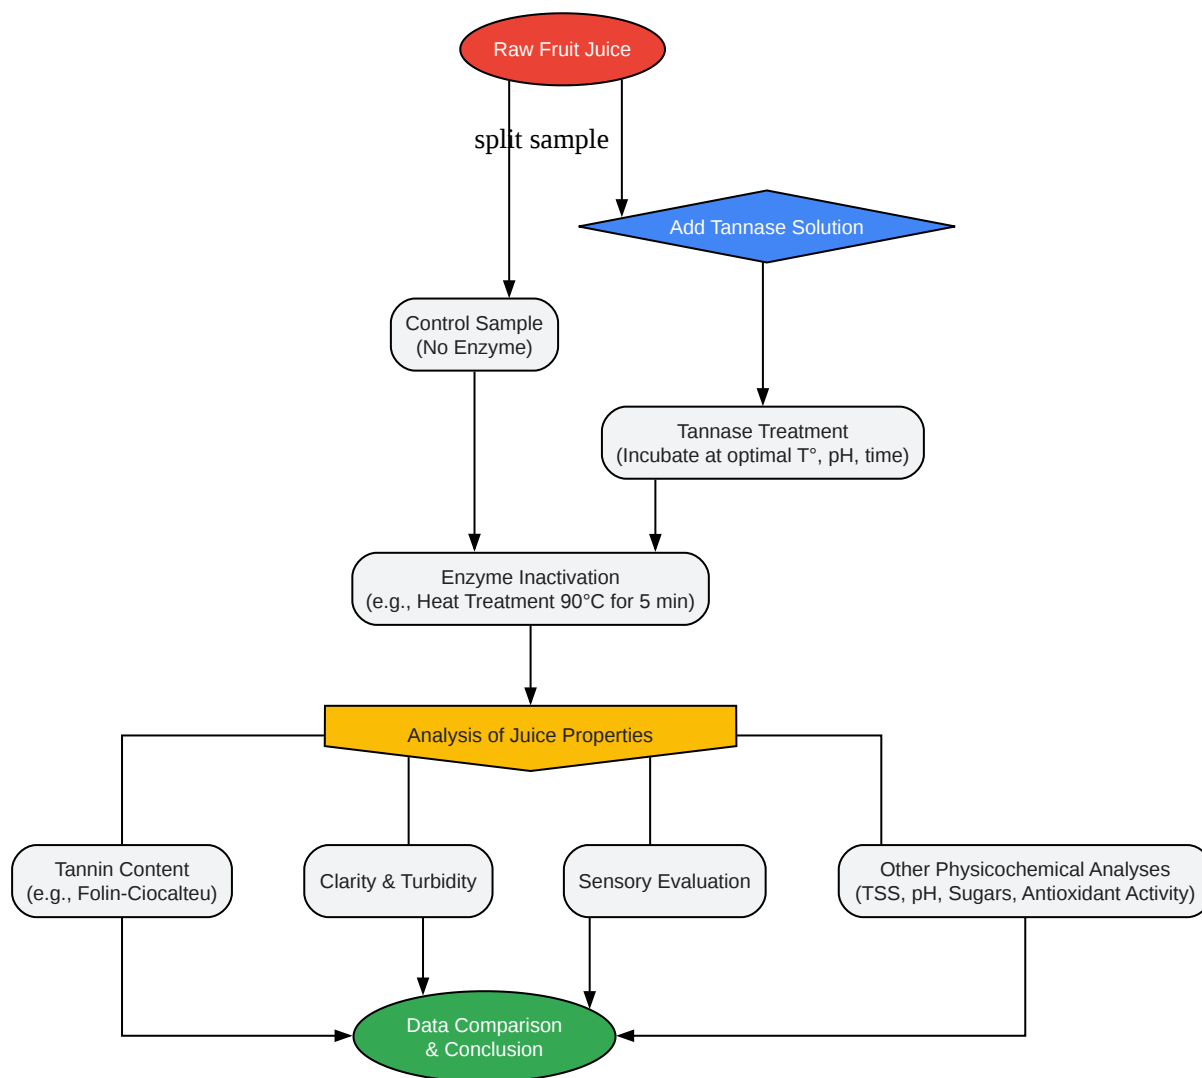 Raw Fruit Juice
split sample
Add Tannase Solution
Control Sample
(No Enzyme)
Tannase Treatment
(Incubate at optimal T°, pH, time)
Enzyme Inactivation
(e.g., Heat Treatment 90°C for 5 min)
Analysis of Juice Properties
Tannin Content
(e.g., Folin-Ciocalteu)
Clarity & Turbidity
Sensory Evaluation
Other Physicochemical Analyses
(TSS, pH, Sugars, Antioxidant Activity)
Data Comparison
& Conclusion